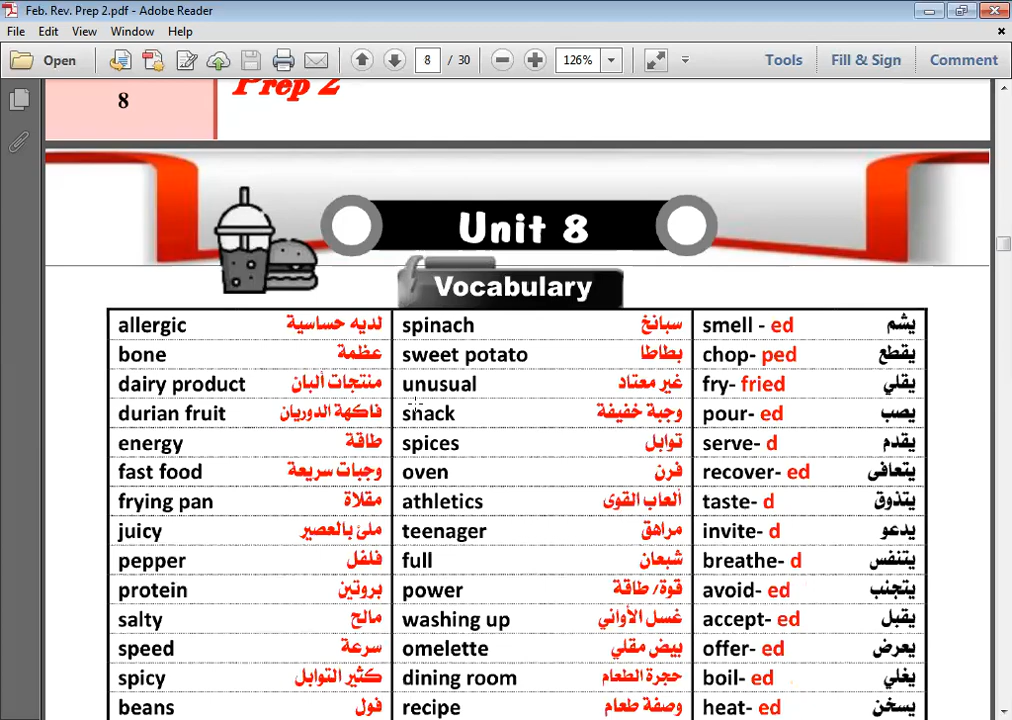 Feb. Rev. Prep 2.pdf - Adobe Reader
File Edit View Window Help
Open 8 / 30 126% Tools Fill & Sign Comment
8 Prep 2
Unit 8
Vocabulary
allergic لديه حساسية spinach سبانخ smell - ed يشم
bone عظمة sweet potato بطاطا chop- ped يقطع
dairy product منتجات ألبان unusual غير معتاد fry- fried يقلي
durian fruit فاكهة الدوريان snack وجبة خفيفة pour- ed يصب
energy طاقة spices توابل serve- d يقدم
fast food وجبات سريعة oven فرن recover- ed يتعافى
frying pan مقلاة athletics ألعاب القوى taste- d يتذوق
juicy ملئ بالعصير teenager مراهق invite- d يدعو
pepper فلفل full شبعان breathe- d يتنفس
protein بروتين power قوة/ طاقة avoid- ed يتجنب
salty مالح washing up غسل الأواني accept- ed يقبل
speed سرعة omelette بيض مقلي offer- ed يعرض
spicy كثير التوابل dining room حجرة الطعام boil- ed يغلي
beans فول recipe وصفة طعام heat- ed يسخن